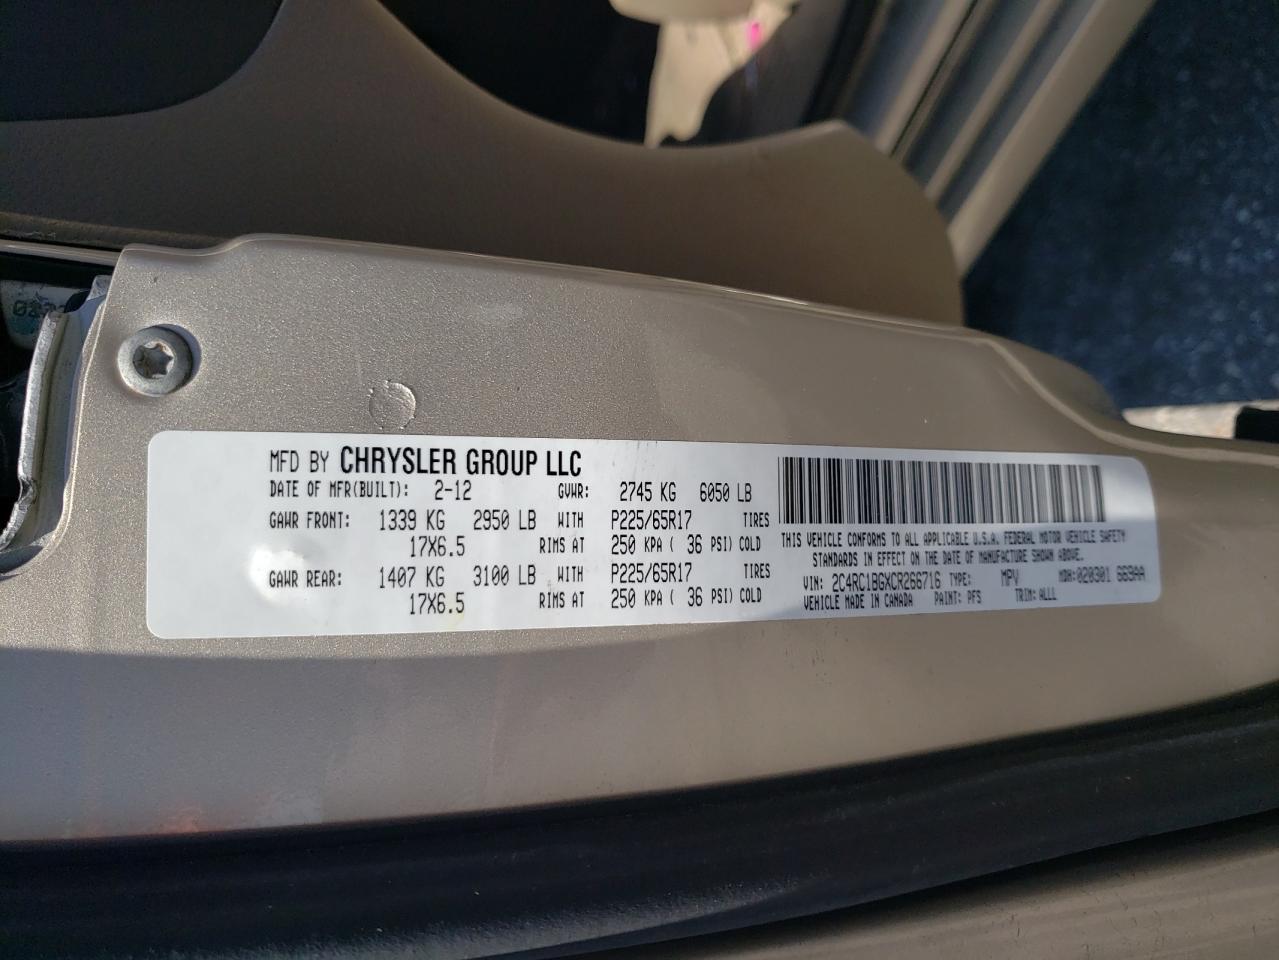 MFD BY CHRYSLER GROUP LLC
DATE OF MFR(BUILT): 2-12 GVWR: 2745 KG 6050 LB
GAWR FRONT: 1339 KG 2950 LB WITH P225/65R17 TIRES
17X6.5 RIMS AT 250 KPA ( 36 PSI) COLD
GAWR REAR: 1407 KG 3100 LB WITH P225/65R17 TIRES
17X6.5 RIMS AT 250 KPA ( 36 PSI) COLD
THIS VEHICLE CONFORMS TO ALL APPLICABLE U.S.A. FEDERAL MOTOR VEHICLE SAFETY
STANDARDS IN EFFECT ON THE DATE OF MANUFACTURE SHOWN ABOVE.
VIN: 2C4RC1BGXCR266716 TYPE: MPV MDH: 020301 669AA
VEHICLE MADE IN CANADA PAINT: PFS TRIM: ALLL